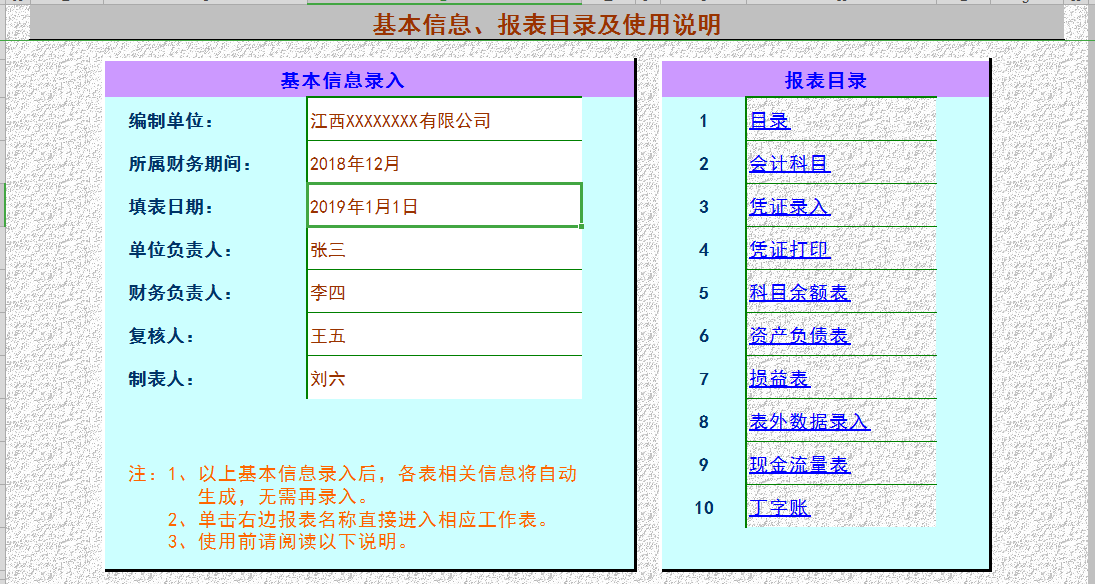 基本信息、报表目录及使用说明
基本信息录入
编制单位: 江西XXXXXXXX有限公司
所属财务期间: 2018年12月
填表日期: 2019年1月1日
单位负责人: 张三
财务负责人: 李四
复核人: 王五
制表人: 刘六
注: 1、以上基本信息录入后，各表相关信息将自动
生成，无需再录入。
2、单击右边报表名称直接进入相应工作表。
3、使用前请阅读以下说明。
报表目录
1 目录
2 会计科目
3 凭证录入
4 凭证打印
5 科目余额表
6 资产负债表
7 损益表
8 表外数据录入
9 现金流量表
10 丁字账